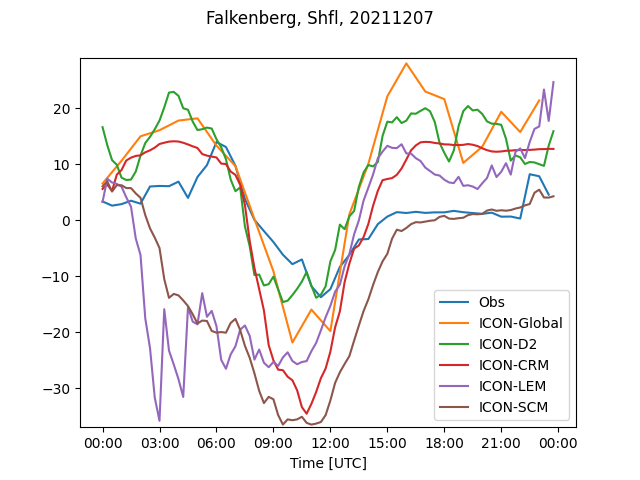 Falkenberg, Shfl, 20211207
20
10
0
−10
−20
−30
Obs
ICON-Global
ICON-D2
ICON-CRM
ICON-LEM
ICON-SCM
00:00 03:00 06:00 09:00 12:00 15:00 18:00 21:00 00:00
Time [UTC]